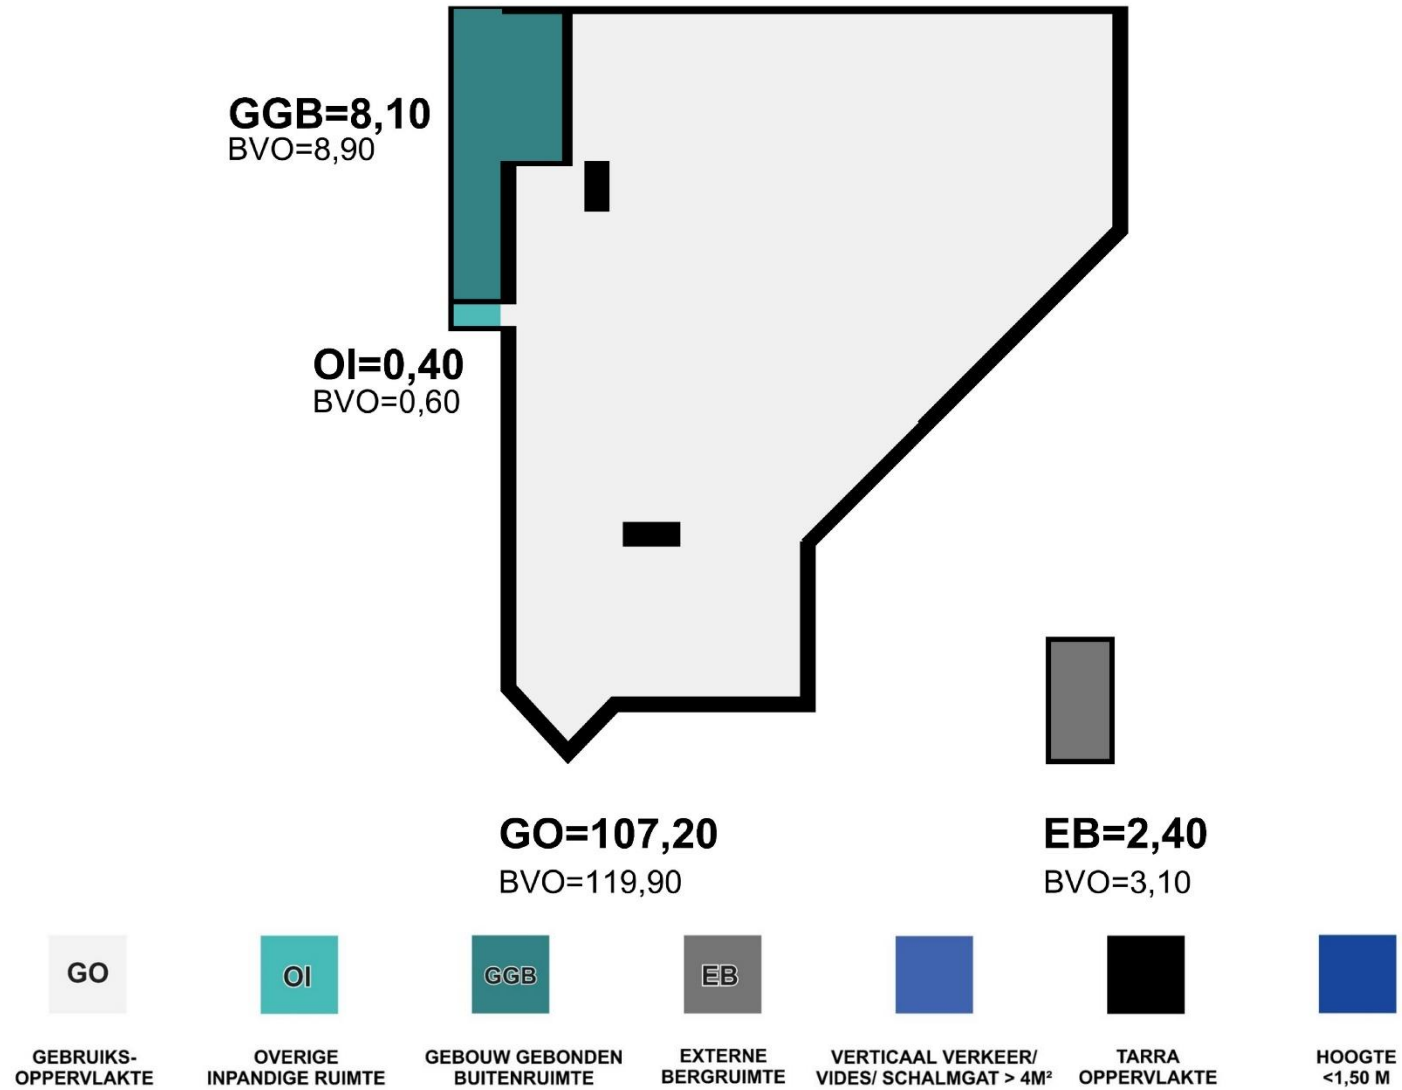 GGB=8,10
BVO=8,90
OI=0,40
BVO=0,60
GO=107,20
BVO=119,90
EB=2,40
BVO=3,10
GO
OI
GGB
EB
GEBRUIKS-
OPPERVLAKTE
OVERIGE
INPANDIGE RUIMTE
GEBOUW GEBONDEN
BUITENRUIMTE
EXTERNE
BERGRUIMTE
VERTICAAL VERKEER/
VIDES/ SCHALMGAT > 4M²
TARRA
OPPERVLAKTE
HOOGTE
<1,50 M